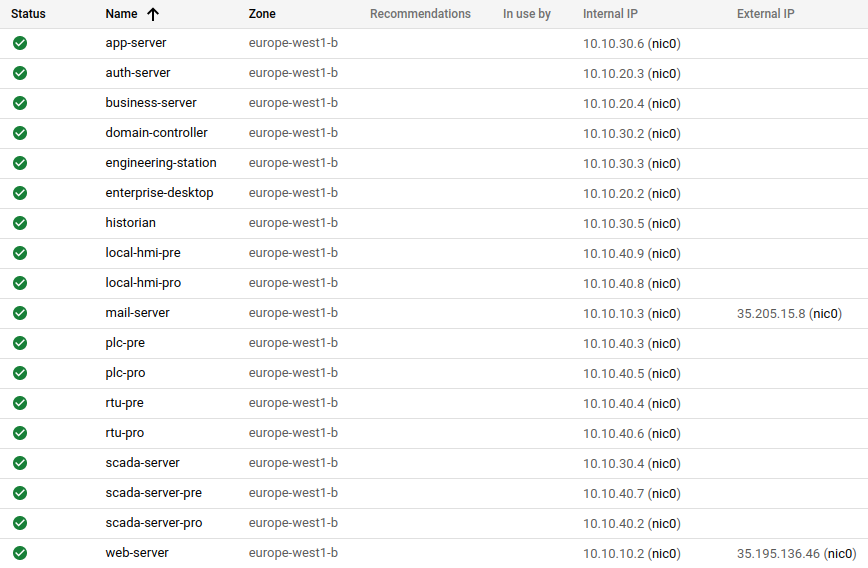 Status Name Zone Recommendations In use by Internal IP External IP
app-server europe-west1-b 10.10.30.6 (nic0)
auth-server europe-west1-b 10.10.20.3 (nic0)
business-server europe-west1-b 10.10.20.4 (nic0)
domain-controller europe-west1-b 10.10.30.2 (nic0)
engineering-station europe-west1-b 10.10.30.3 (nic0)
enterprise-desktop europe-west1-b 10.10.20.2 (nic0)
historian europe-west1-b 10.10.30.5 (nic0)
local-hmi-pre europe-west1-b 10.10.40.9 (nic0)
local-hmi-pro europe-west1-b 10.10.40.8 (nic0)
mail-server europe-west1-b 10.10.10.3 (nic0) 35.205.15.8 (nic0)
plc-pre europe-west1-b 10.10.40.3 (nic0)
plc-pro europe-west1-b 10.10.40.5 (nic0)
rtu-pre europe-west1-b 10.10.40.4 (nic0)
rtu-pro europe-west1-b 10.10.40.6 (nic0)
scada-server europe-west1-b 10.10.30.4 (nic0)
scada-server-pre europe-west1-b 10.10.40.7 (nic0)
scada-server-pro europe-west1-b 10.10.40.2 (nic0)
web-server europe-west1-b 10.10.10.2 (nic0) 35.195.136.46 (nic0)